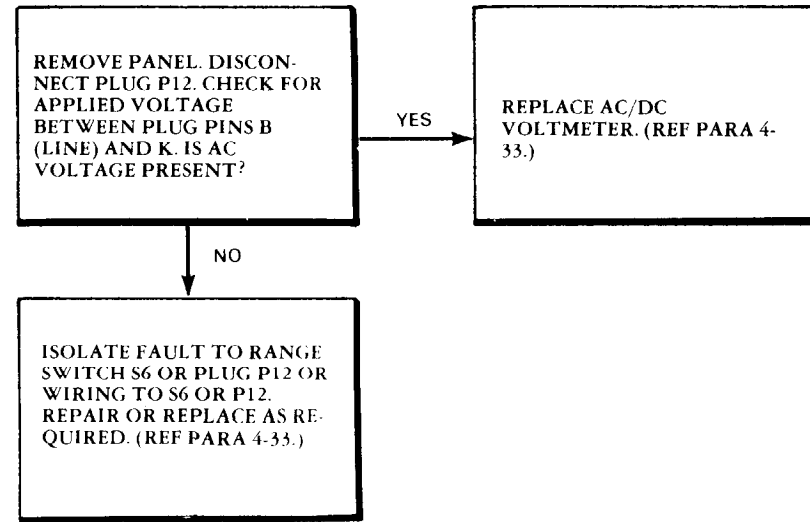 REMOVE PANEL. DISCON-
NECT PLUG P12. CHECK FOR
APPLIED VOLTAGE
BETWEEN PLUG PINS B
(LINE) AND K. IS AC
VOLTAGE PRESENT?
YES
REPLACE AC/DC
VOLTMETER. (REF PARA 4-
33.)
NO
ISOLATE FAULT TO RANGE
SWITCH S6 OR PLUG P12 OR
WIRING TO S6 OR P12.
REPAIR OR REPLACE AS RE-
QUIRED. (REF PARA 4-33.)